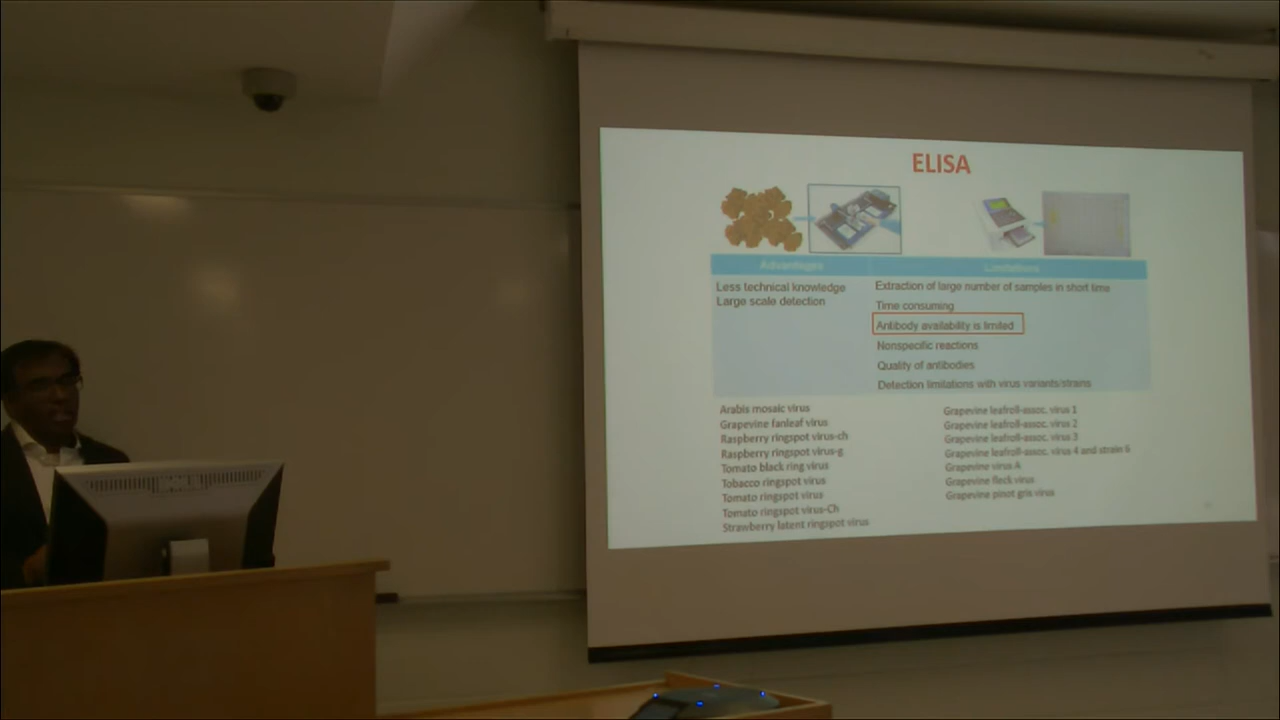 ELISA
Advantages
Limitations
Less technical knowledge
Large scale detection
Extraction of large number of samples in short time
Time consuming
Antibody availability is limited
Nonspecific reactions
Quality of antibodies
Detection limitations with virus variants/strains
Arabis mosaic virus
Grapevine fanleaf virus
Raspberry ringspot virus-ch
Raspberry ringspot virus-g
Tomato black ring virus
Tobacco ringspot virus
Tomato ringspot virus
Tomato ringspot virus-Ch
Strawberry latent ringspot virus
Grapevine leafroll-assoc. virus 1
Grapevine leafroll-assoc. virus 2
Grapevine leafroll-assoc. virus 3
Grapevine leafroll-assoc. virus 4 and strain 6
Grapevine virus A
Grapevine fleck virus
Grapevine pinot gris virus